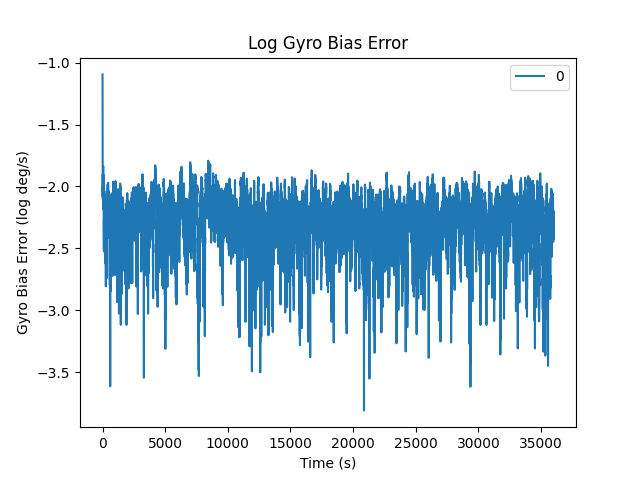 Log Gyro Bias Error
0
Gyro Bias Error (log deg/s)
−1.0
−1.5
−2.0
−2.5
−3.0
−3.5
0 5000 10000 15000 20000 25000 30000 35000
Time (s)